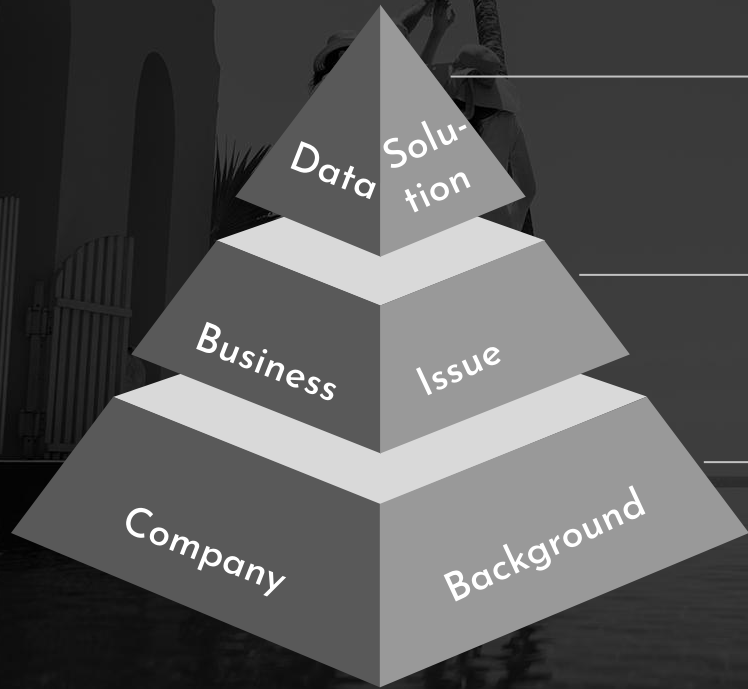 Data
Solu-
tion
Business
Issue
Company
Background